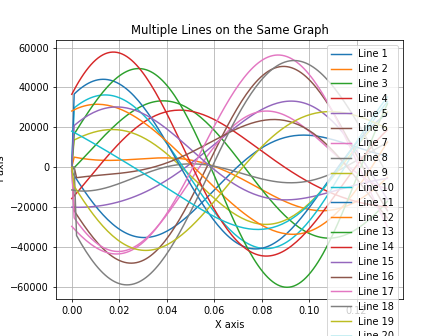 Multiple Lines on the Same Graph
60000
40000
20000
0
−20000
−40000
−60000
0.00
0.02
0.04
0.06
0.08
0.10
X axis
Line 1
Line 2
Line 3
Line 4
Line 5
Line 6
Line 7
Line 8
Line 9
Line 10
Line 11
Line 12
Line 13
Line 14
Line 15
Line 16
Line 17
Line 18
Line 19
Line 20